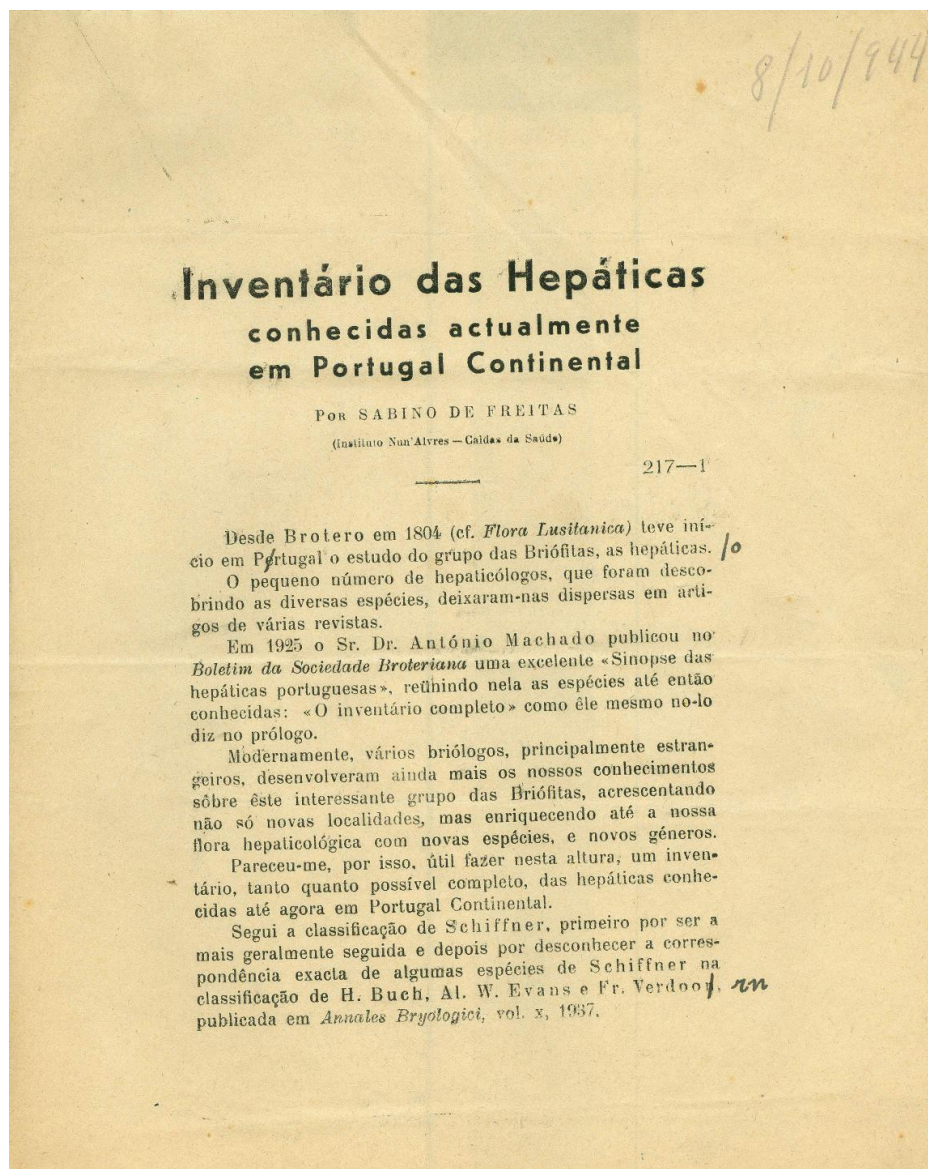 8/10/944
Inventário das Hepáticas
conhecidas actualmente
em Portugal Continental
POR SABINO DE FREITAS
(Instituto Nun'Alvres — Caldas da Saúde)
217—1
Desde Brotero em 1804 (cf. Flora Lusitanica) teve iní-
cio em Portugal o estudo do grupo das Briófitas, as hepáticas. /o
O pequeno número de hepaticólogos, que foram desco-
brindo as diversas espécies, deixaram-nas dispersas em arti-
gos de várias revistas.
Em 1925 o Sr. Dr. António Machado publicou no
Boletim da Sociedade Broteriana uma excelente «Sinopse das
hepáticas portuguesas», reünindo nela as espécies até então
conhecidas: «O inventário completo» como êle mesmo no-lo
diz no prólogo.
Modernamente, vários briólogos, principalmente estran-
geiros, desenvolveram ainda mais os nossos conhecimentos
sôbre êste interessante grupo das Briófitas, acrescentando
não só novas localidades, mas enriquecendo até a nossa
flora hepaticológica com novas espécies, e novos géneros.
Pareceu-me, por isso, útil fazer nesta altura, um inven-
tário, tanto quanto possível completo, das hepáticas conhe-
cidas até agora em Portugal Continental.
Segui a classificação de Schiffner, primeiro por ser a
mais geralmente seguida e depois por desconhecer a corres-
pondência exacta de algumas espécies de Schiffner na
classificação de H. Buch, Al. W. Evans e Fr. Verdoor, rn
publicada em Annales Bryologici, vol. x, 1937.